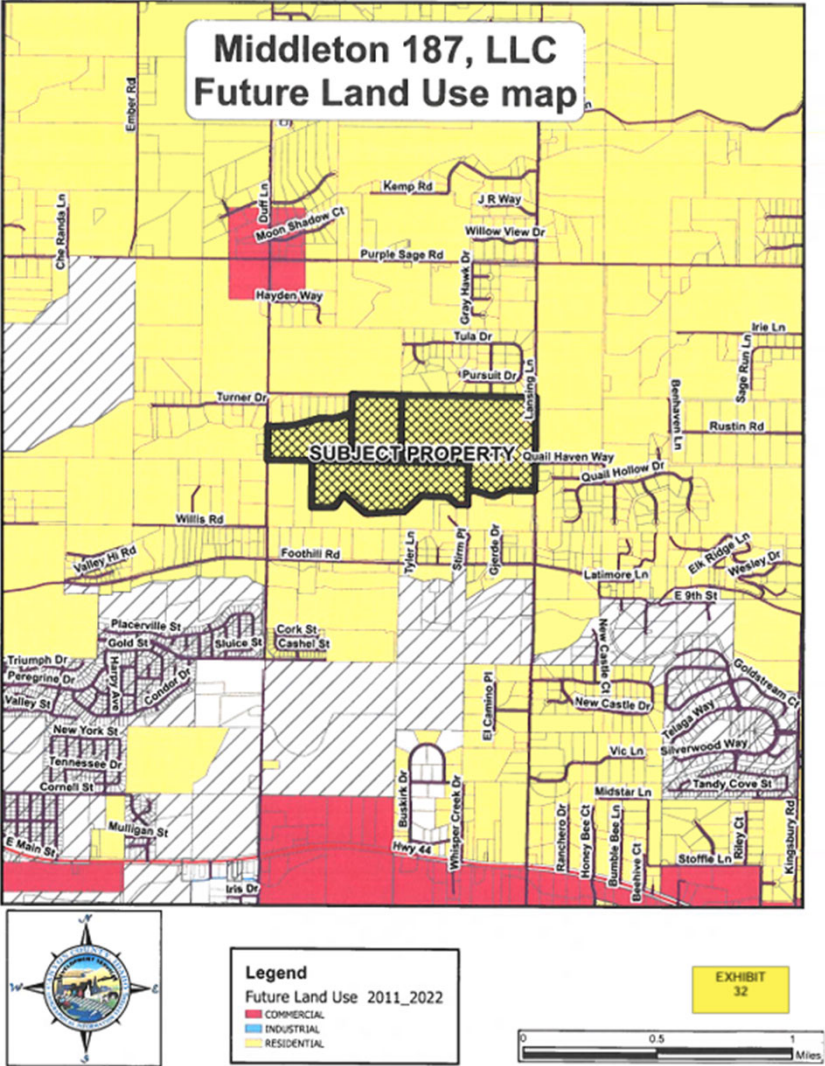 Middleton 187, LLC
Future Land Use map
Ember Rd
Duff Ln
Kemp Rd
J R Way
Che Randa Ln
Moon Shadow Ct
Willow View Dr
Purple Sage Rd
Gray Hawk Dr
Hayden Way
Tula Dr
Irie Ln
Sage Run Ln
Pursuit Dr
Lansing Ln
Turner Dr
Benhaven Ln
Rustin Rd
SUBJECT PROPERTY
Quail Haven Way
Quail Hollow Dr
Willis Rd
Valley Hi Rd
Foothill Rd
Tyler Ln
Stirm Pl
Gjerde Dr
Elk Ridge Ln
Wesley Dr
Latimore Ln
E 9th St
Placerville St
Gold St
Sluice St
Cork St
Cashel St
New Castle Ct
Triumph Dr
Peregrine Dr
Harp Ave
Condor Dr
Valley St
El Camino Pl
New Castle Dr
Goldstream Ct
Telaga Way
Silverwood Way
New York St
Tennessee Dr
Cornell St
Vic Ln
Tandy Cove St
Buskirk Dr
Whisper Creek Dr
Midstar Ln
Mulligan St
E Main St
Hwy 44
Ranchero Dr
Honey Bee Ct
Bumble Bee Ln
Beehive Ct
Stoffle Ln
Riley Ct
Kingsbury Rd
Iris Dr
N
W
E
S
CANYON COUNTY, IDAHO
DEVELOPMENT SERVICES
Legend
Future Land Use 2011_2022
COMMERCIAL
INDUSTRIAL
RESIDENTIAL
EXHIBIT
32
0 0.5 1
Miles